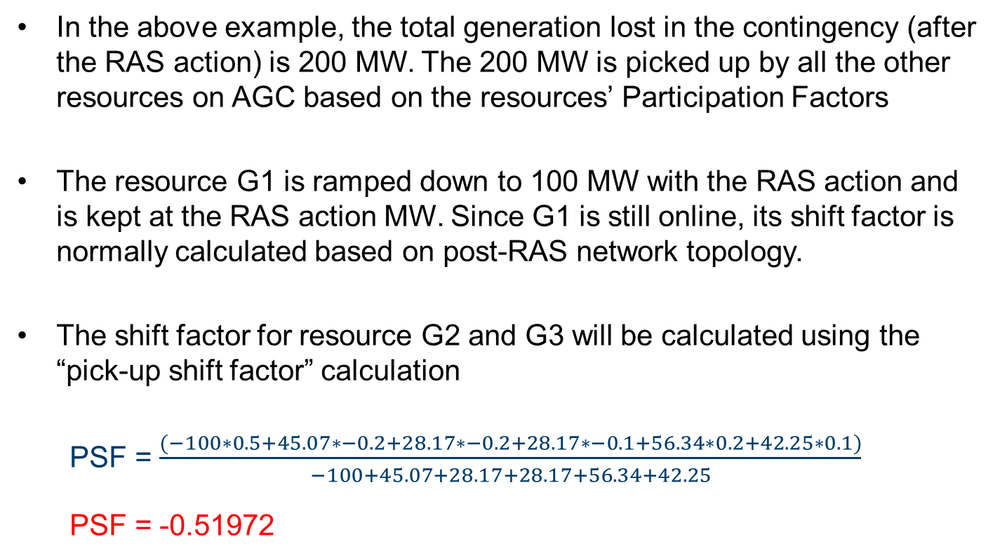 • In the above example, the total generation lost in the contingency (after
the RAS action) is 200 MW. The 200 MW is picked up by all the other
resources on AGC based on the resources’ Participation Factors
• The resource G1 is ramped down to 100 MW with the RAS action and
is kept at the RAS action MW. Since G1 is still online, its shift factor is
normally calculated based on post-RAS network topology.
• The shift factor for resource G2 and G3 will be calculated using the
“pick-up shift factor” calculation
PSF = (−100∗0.5+45.07∗−0.2+28.17∗−0.2+28.17∗−0.1+56.34∗0.2+42.25∗0.1)
−100+45.07+28.17+28.17+56.34+42.25
PSF = -0.51972